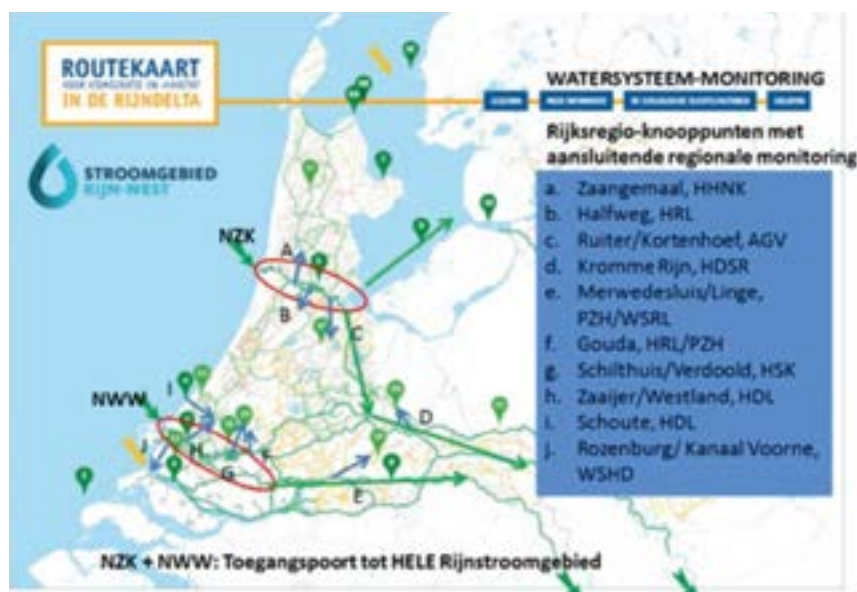 ROUTEKAART
IN DE RIJNDELTA
STROOMGEBIED
RIJN-WEST
WATERSYSTEEM-MONITORING
Rijksregio-knooppunten met
aansluitende regionale monitoring
a. Zaangemaal, HHNK
b. Halfweg, HRL
c. Ruiter/Kortenhoef, AGV
d. Kromme Rijn, HDSR
e. Merwedesluis/Linge,
PZH/WSRL
f. Gouda, HRL/PZH
g. Schilthuis/Verdoold, HSK
h. Zaaijer/Westland, HDL
i. Schoute, HDL
j. Rozenburg/ Kanaal Voorne,
WSHD
NZK
A
B
C
NWW
I
D
J
H
F
G
E
NZK + NWW: Toegangspoort tot HELE Rijnstroomgebied